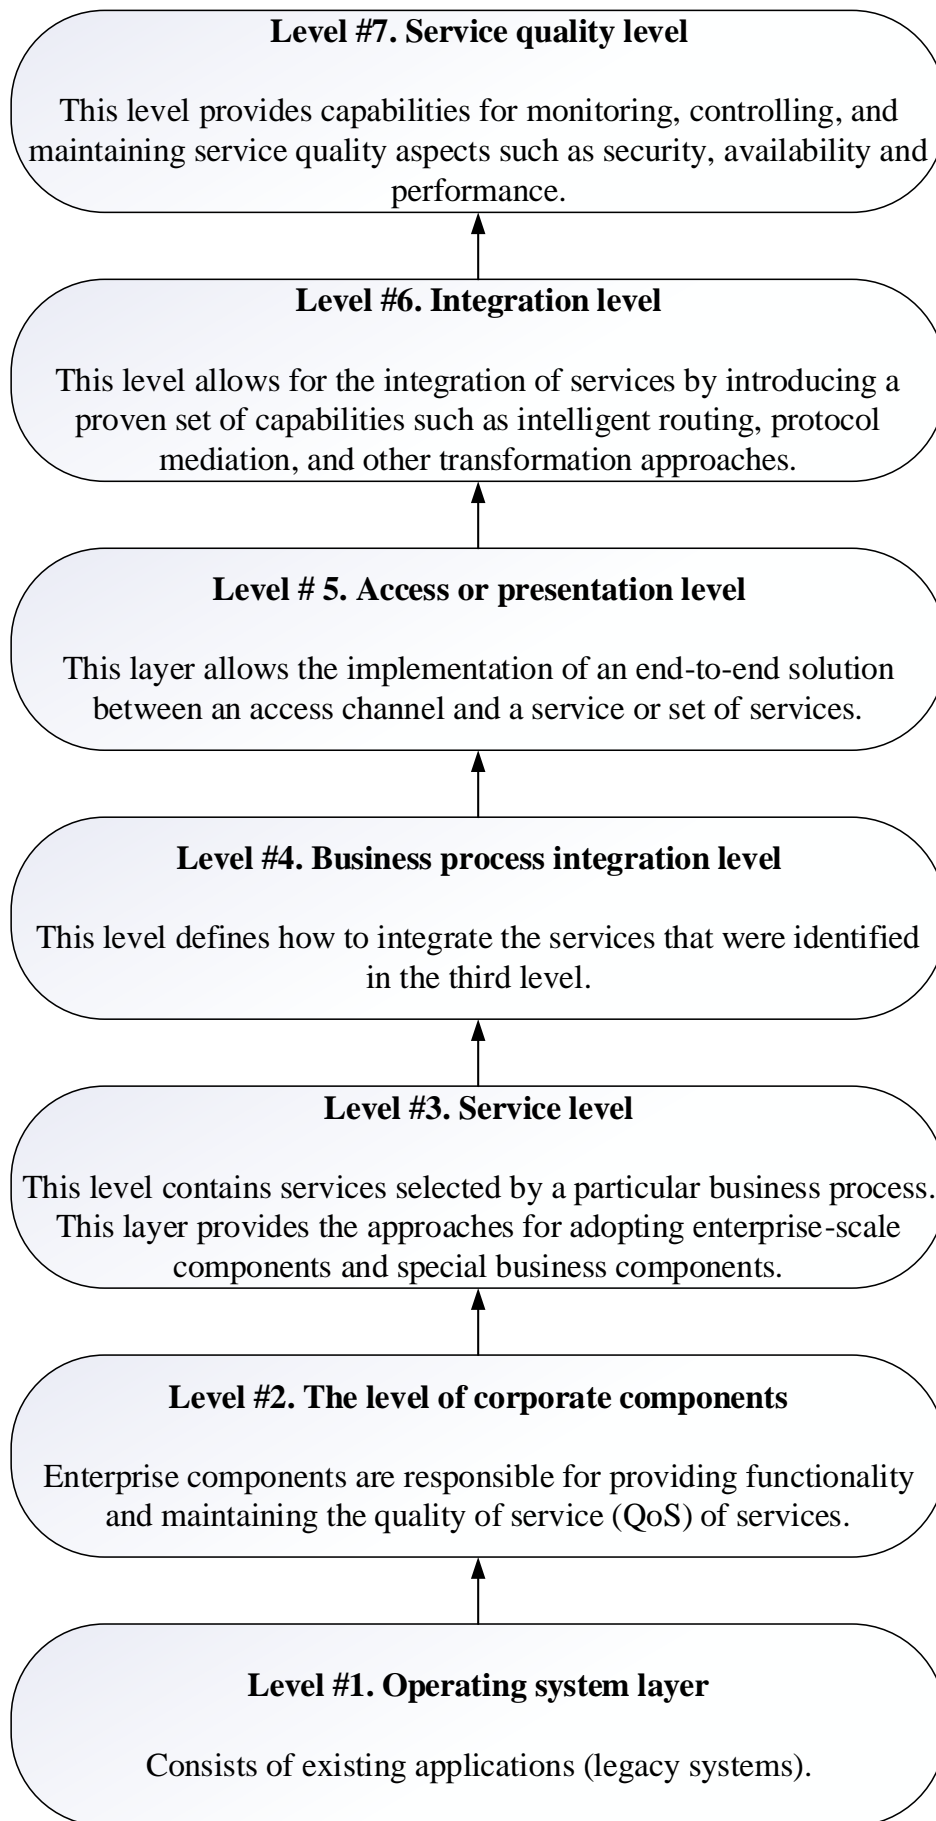 Level #7. Service quality level
This level provides capabilities for monitoring, controlling, and
maintaining service quality aspects such as security, availability and
performance.
Level #6. Integration level
This level allows for the integration of services by introducing a
proven set of capabilities such as intelligent routing, protocol
mediation, and other transformation approaches.
Level # 5. Access or presentation level
This layer allows the implementation of an end-to-end solution
between an access channel and a service or set of services.
Level #4. Business process integration level
This level defines how to integrate the services that were identified
in the third level.
Level #3. Service level
This level contains services selected by a particular business process.
This layer provides the approaches for adopting enterprise-scale
components and special business components.
Level #2. The level of corporate components
Enterprise components are responsible for providing functionality
and maintaining the quality of service (QoS) of services.
Level #1. Operating system layer
Consists of existing applications (legacy systems).